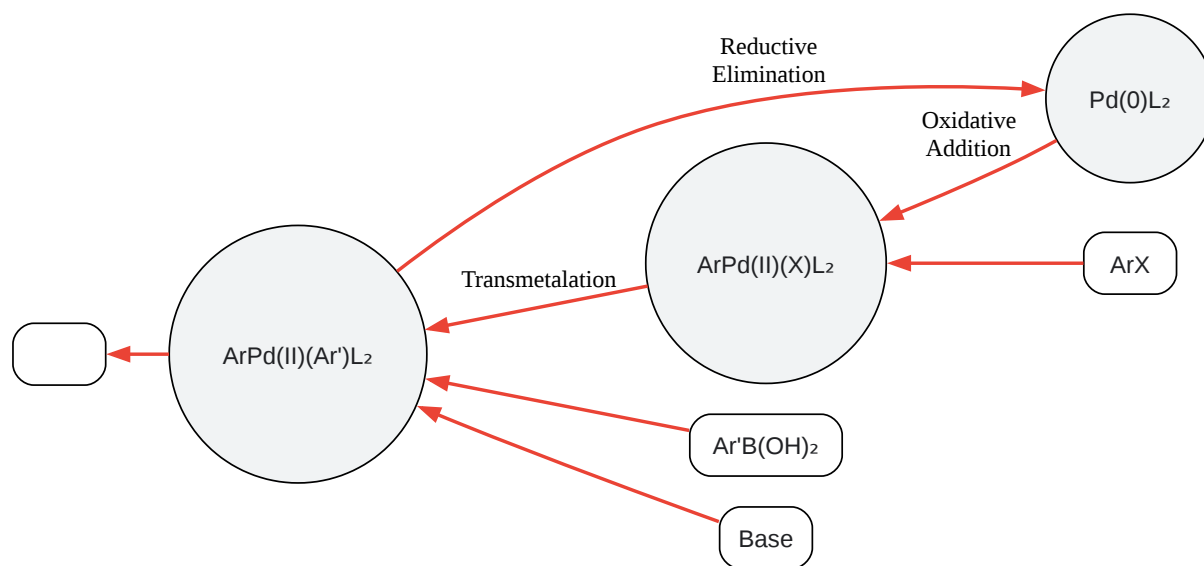 Reductive
Elimination
Pd(0)L₂
Oxidative
Addition
ArPd(II)(X)L₂
ArX
Transmetalation
ArPd(II)(Ar')L₂
Ar'B(OH)₂
Base